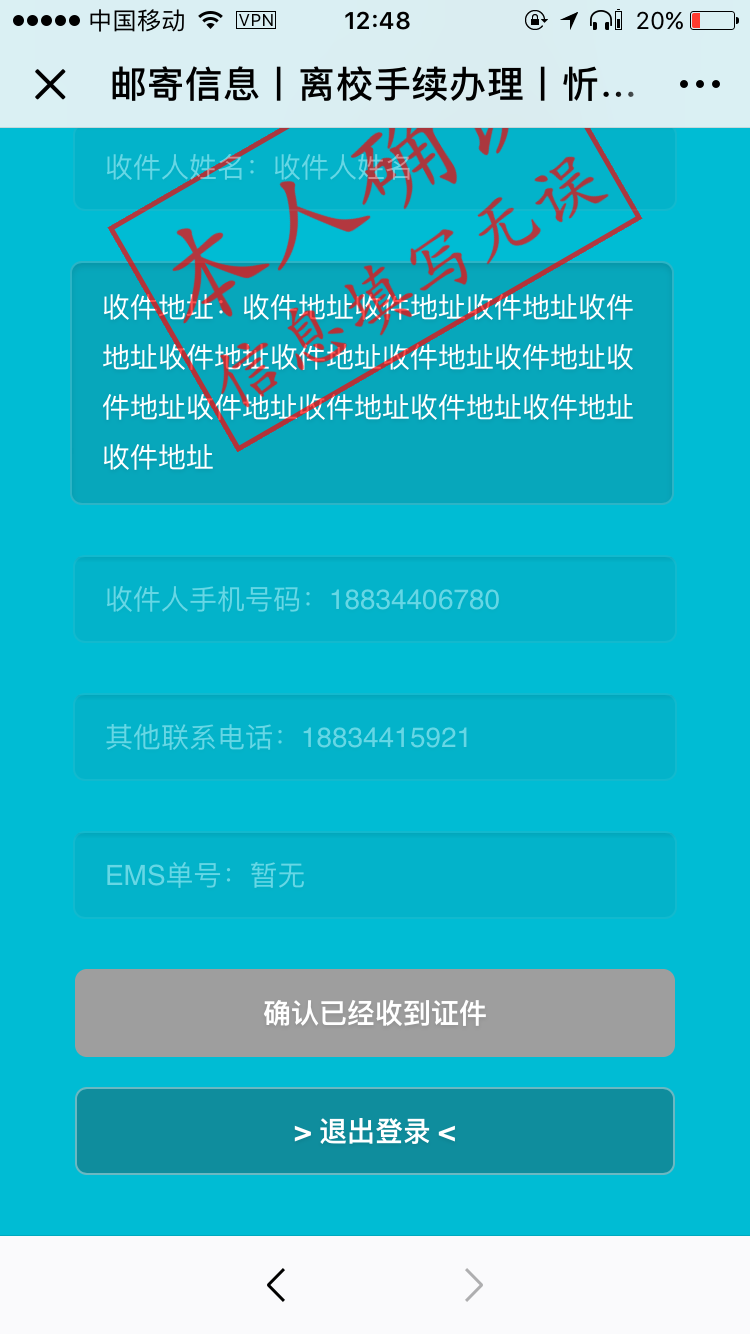 中国移动 VPN 12:48 20%
邮寄信息丨离校手续办理丨忻...
收件人姓名：收件人姓名
本人确认
信息填写无误
收件地址：收件地址收件地址收件地址收件
地址收件地址收件地址收件地址收件地址收
件地址收件地址收件地址收件地址收件地址
收件地址
收件人手机号码：18834406780
其他联系电话：18834415921
EMS单号：暂无
确认已经收到证件
> 退出登录 <